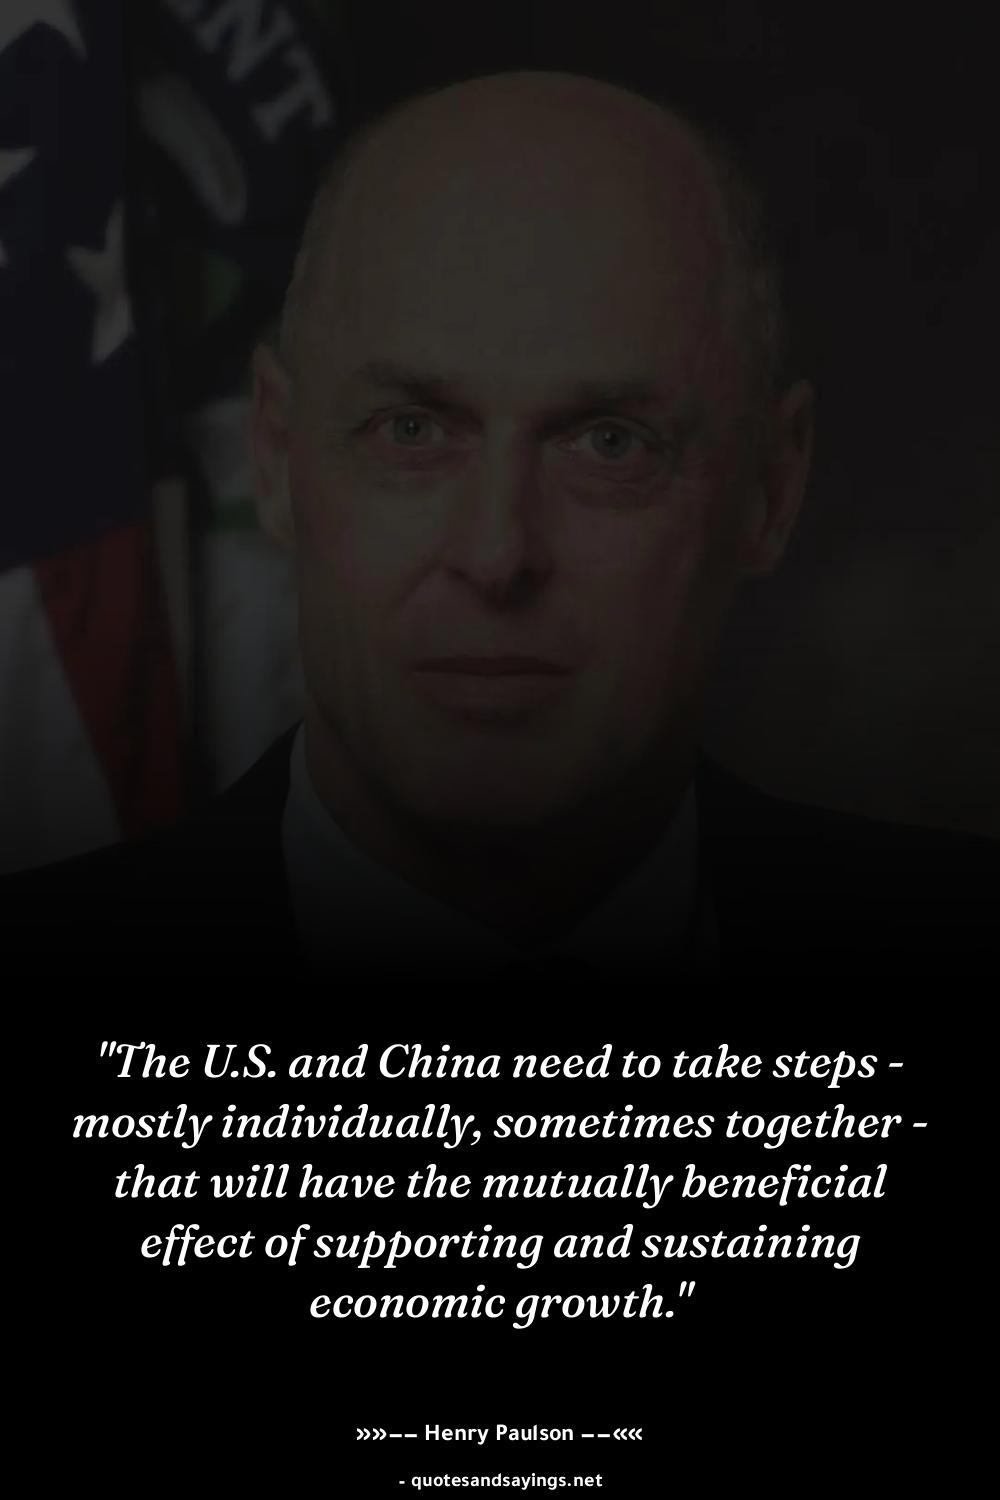 ENT
"The U.S. and China need to take steps -
mostly individually, sometimes together -
that will have the mutually beneficial
effect of supporting and sustaining
economic growth."
»»–– Henry Paulson ––««
- quotesandsayings.net